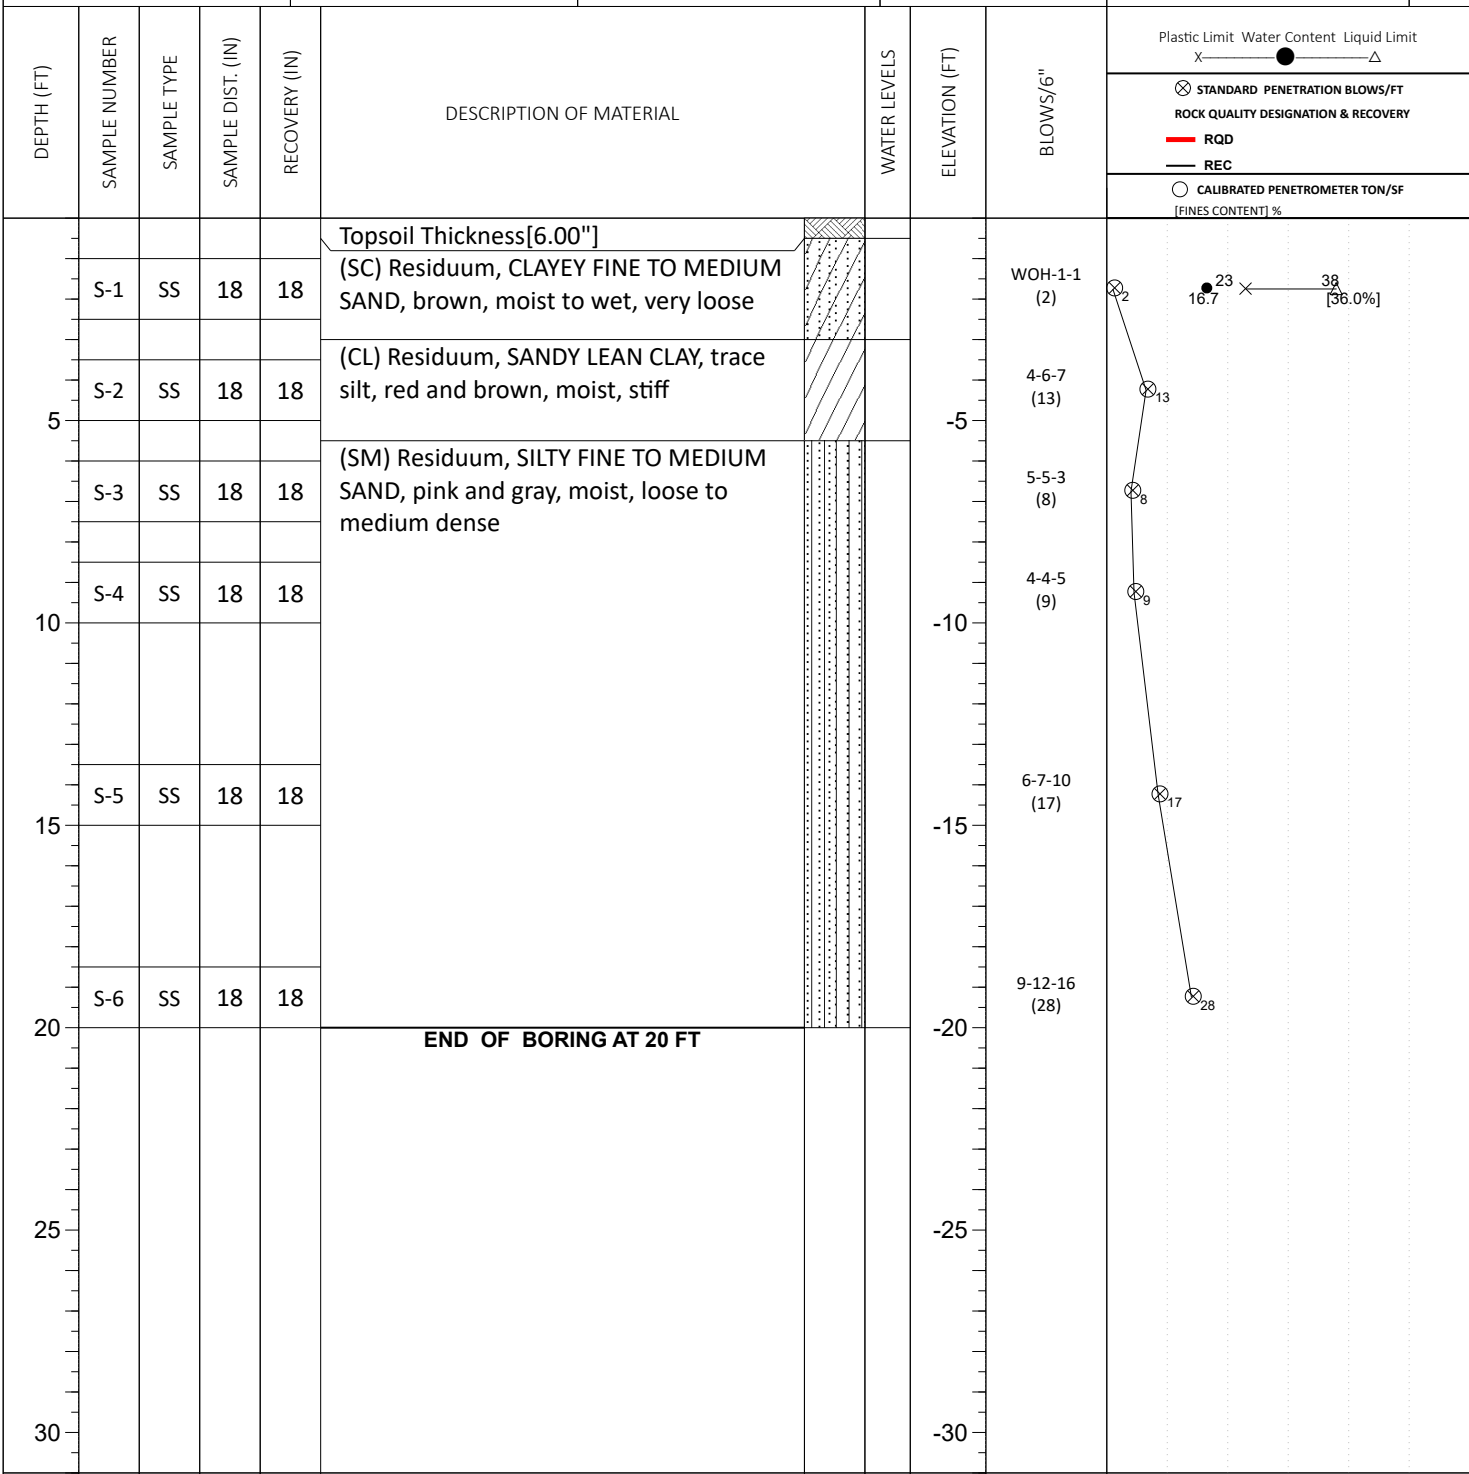 DEPTH (FT)
SAMPLE NUMBER
SAMPLE TYPE
SAMPLE DIST. (IN)
RECOVERY (IN)
DESCRIPTION OF MATERIAL
WATER LEVELS
ELEVATION (FT)
BLOWS/6"
Plastic Limit Water Content Liquid Limit
X
STANDARD PENETRATION BLOWS/FT
ROCK QUALITY DESIGNATION & RECOVERY
RQD
REC
CALIBRATED PENETROMETER TON/SF
[FINES CONTENT] %
Topsoil Thickness[6.00"]
(SC) Residuum, CLAYEY FINE TO MEDIUM
SAND, brown, moist to wet, very loose
S-1 SS 18 18
WOH-1-1
(2)
2
16.7
23
38
[36.0%]
(CL) Residuum, SANDY LEAN CLAY, trace
silt, red and brown, moist, stiff
S-2 SS 18 18
4-6-7
(13)
13
5
-5
(SM) Residuum, SILTY FINE TO MEDIUM
SAND, pink and gray, moist, loose to
medium dense
S-3 SS 18 18
5-5-3
(8)
8
S-4 SS 18 18
4-4-5
(9)
9
10
-10
S-5 SS 18 18
6-7-10
(17)
17
15
-15
S-6 SS 18 18
9-12-16
(28)
28
20
-20
END OF BORING AT 20 FT
25
-25
30
-30